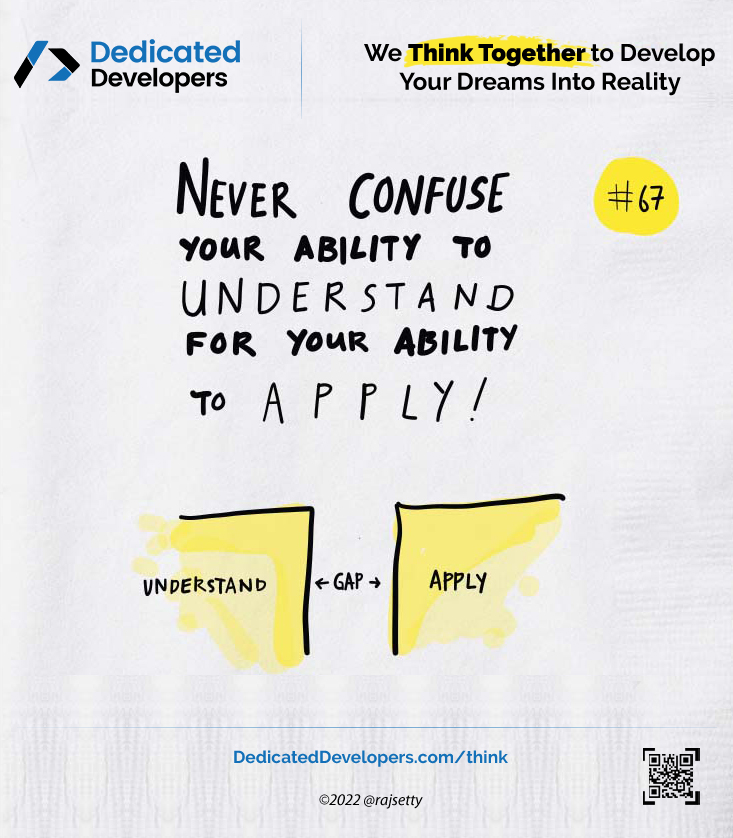 Dedicated
Developers
We Think Together to Develop
Your Dreams Into Reality
#67
NEVER CONFUSE
YOUR ABILITY TO
UNDERSTAND
FOR YOUR ABILITY
TO APPLY!
UNDERSTAND
← GAP →
APPLY
DedicatedDevelopers.com/think
©2022 @rajsetty